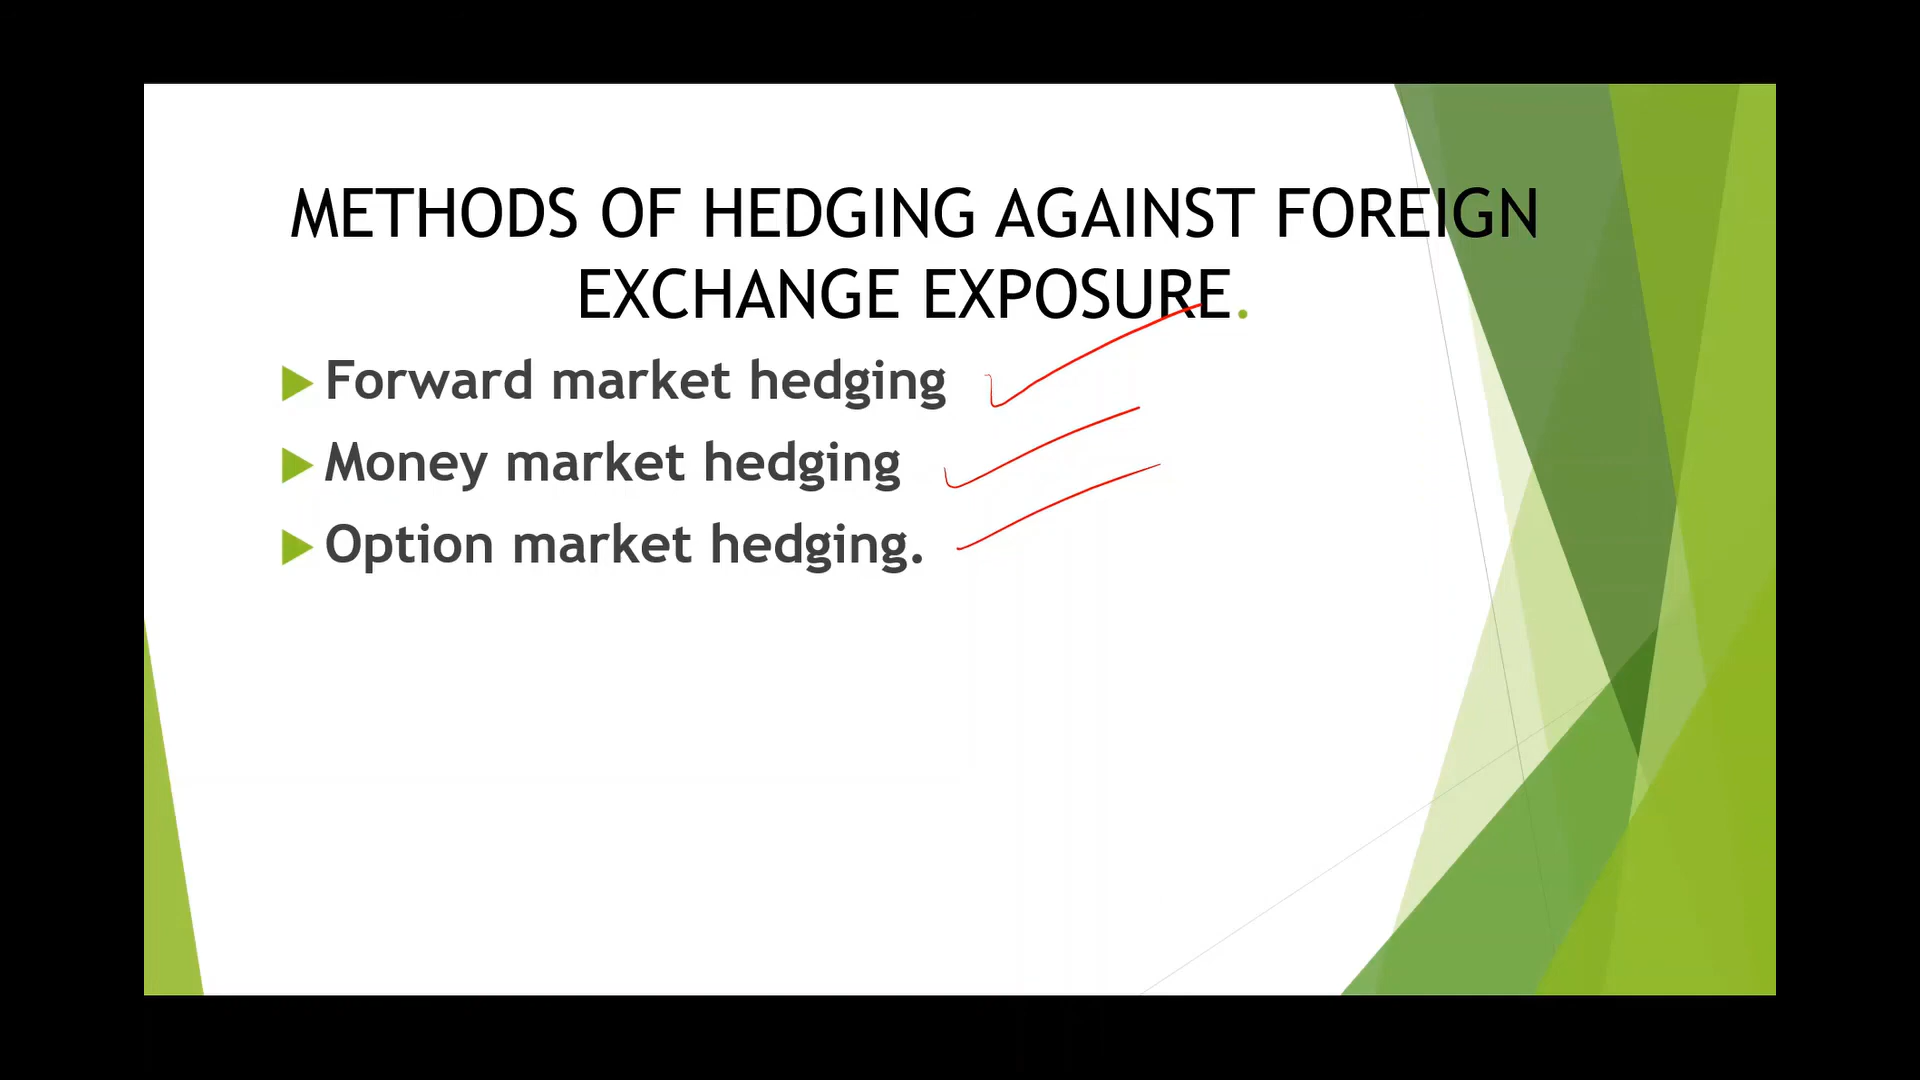 METHODS OF HEDGING AGAINST FOREIGN
EXCHANGE EXPOSURE.
Forward market hedging
Money market hedging
Option market hedging.